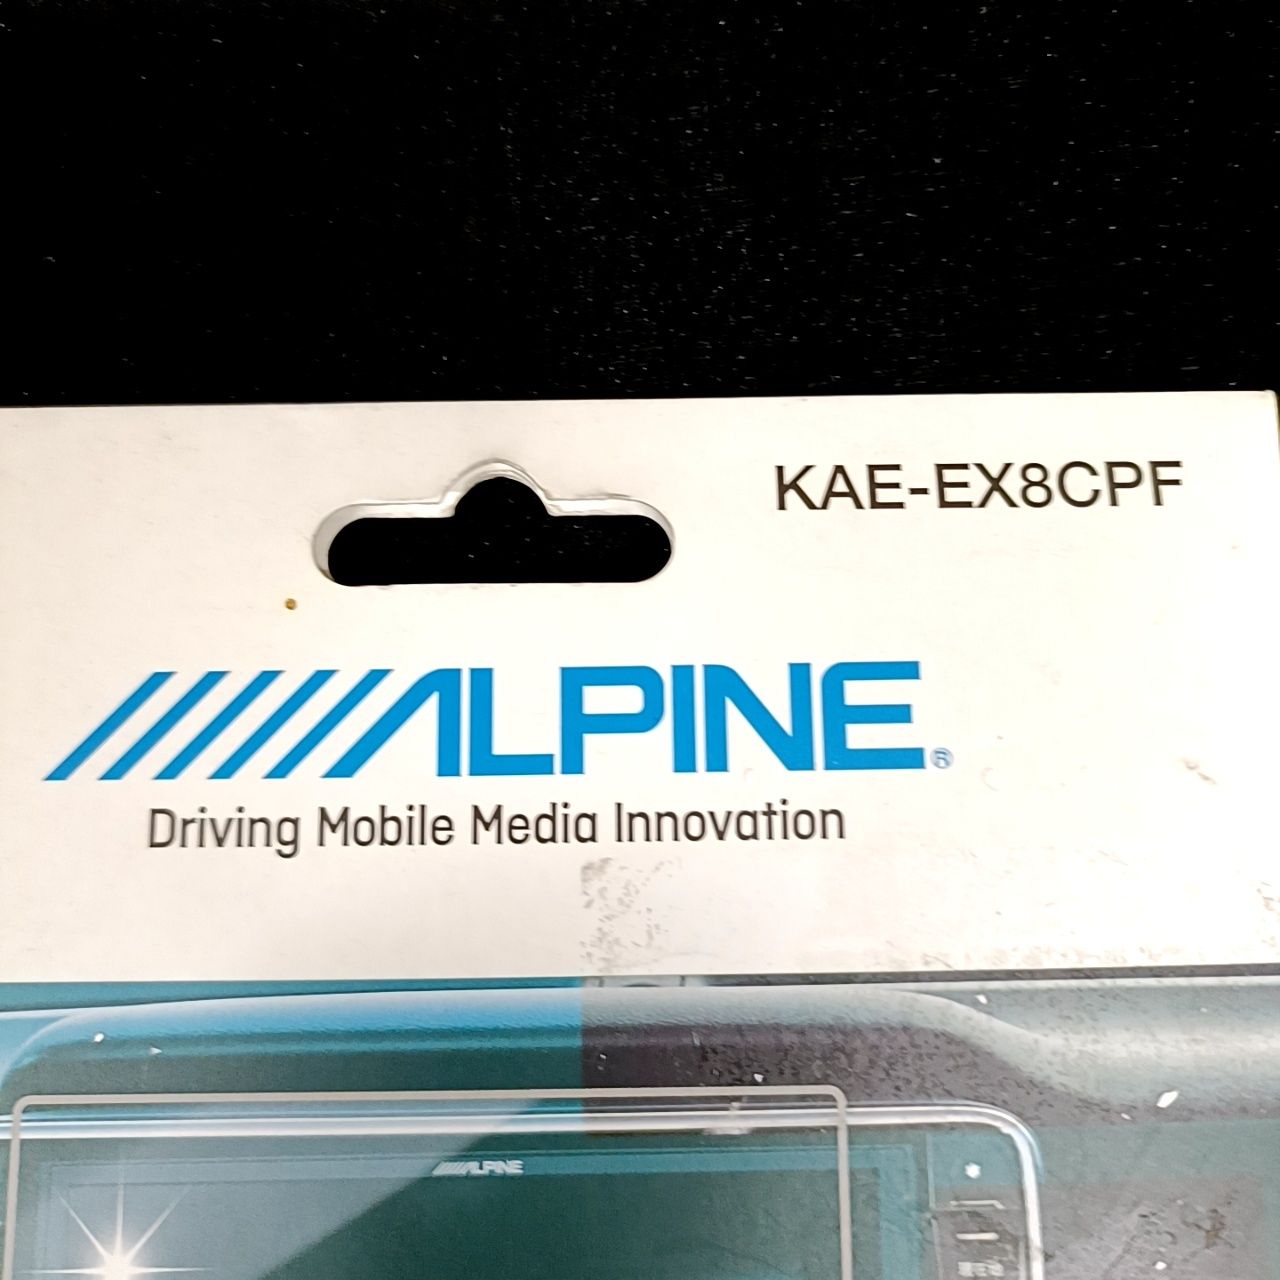 KAE-EX8CPF
ALPINE®
Driving Mobile Media Innovation
ALPINE